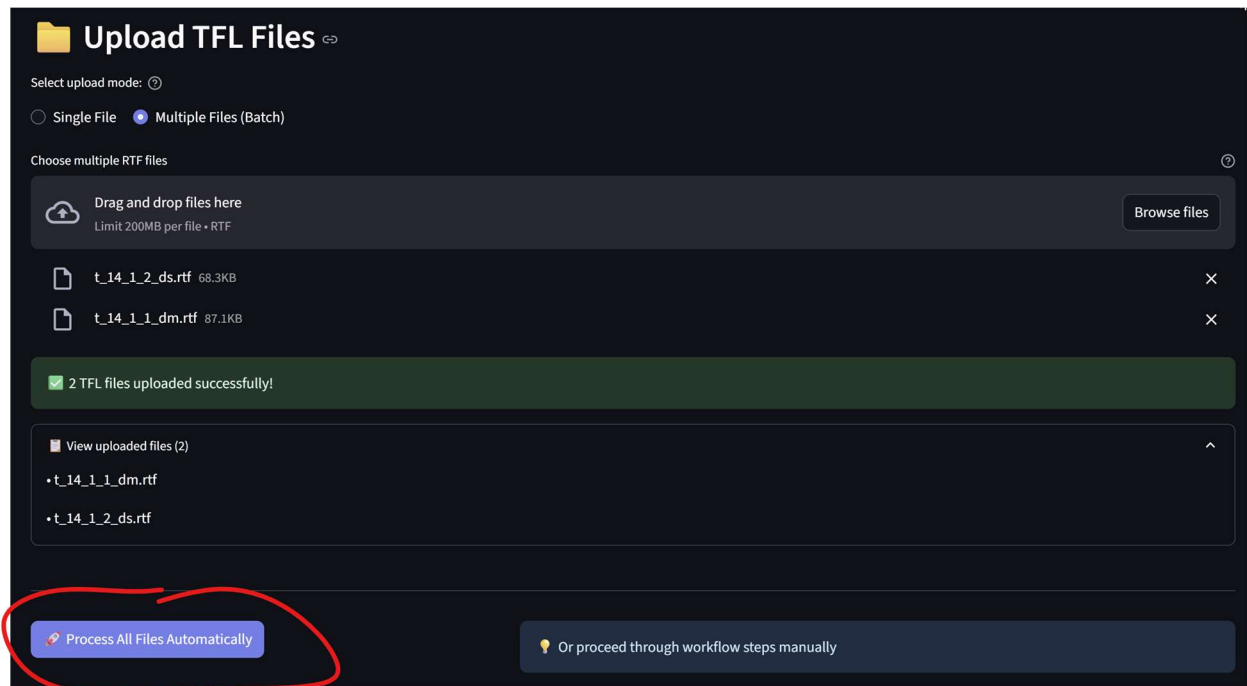 Upload TFL Files
Select upload mode:
Single File Multiple Files (Batch)
Choose multiple RTF files
Drag and drop files here
Limit 200MB per file • RTF
Browse files
t_14_1_2_ds.rtf 68.3KB
t_14_1_1_dm.rtf 87.1KB
2 TFL files uploaded successfully!
View uploaded files (2)
• t_14_1_1_dm.rtf
• t_14_1_2_ds.rtf
Process All Files Automatically
Or proceed through workflow steps manually